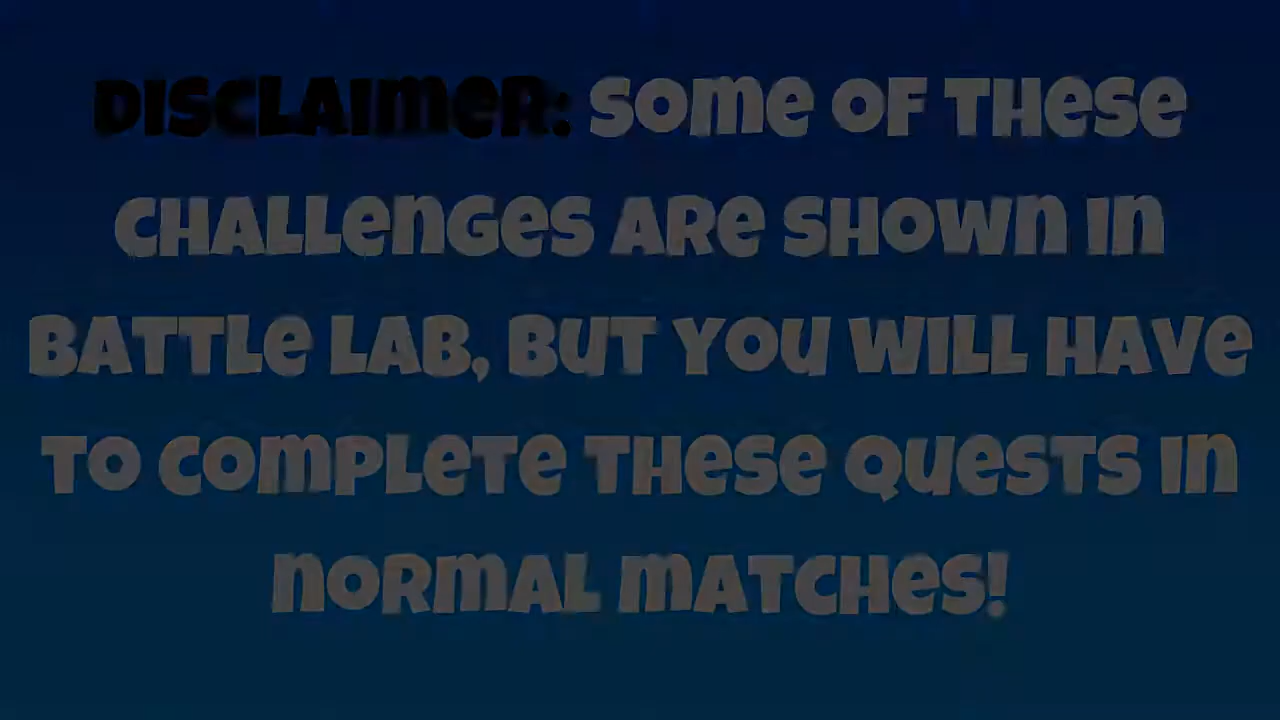 DISCLAIMER: SOME OF THESE
CHALLENGES ARE SHOWN IN
BATTLE LAB, BUT YOU WILL HAVE
TO COMPLETE THESE QUESTS IN
NORMAL MATCHES!